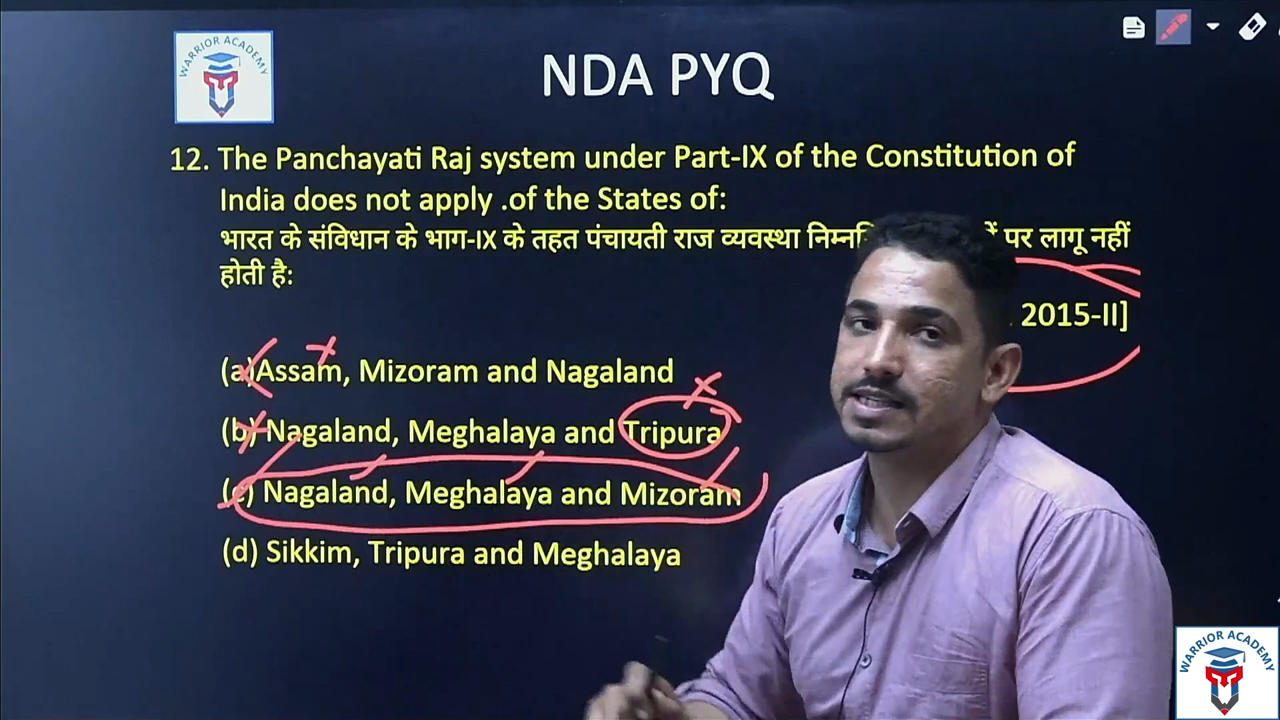 WARRIOR ACADEMY
NDA PYQ
12. The Panchayati Raj system under Part-IX of the Constitution of
India does not apply .of the States of:
भारत के संविधान के भाग-IX के तहत पंचायती राज व्यवस्था पर लागू नहीं
होती है:
2015-II]
(a) Assam, Mizoram and Nagaland
(b) Nagaland, Meghalaya and Tripura
(c) Nagaland, Meghalaya and Mizoram
(d) Sikkim, Tripura and Meghalaya
WARRIOR ACADEMY